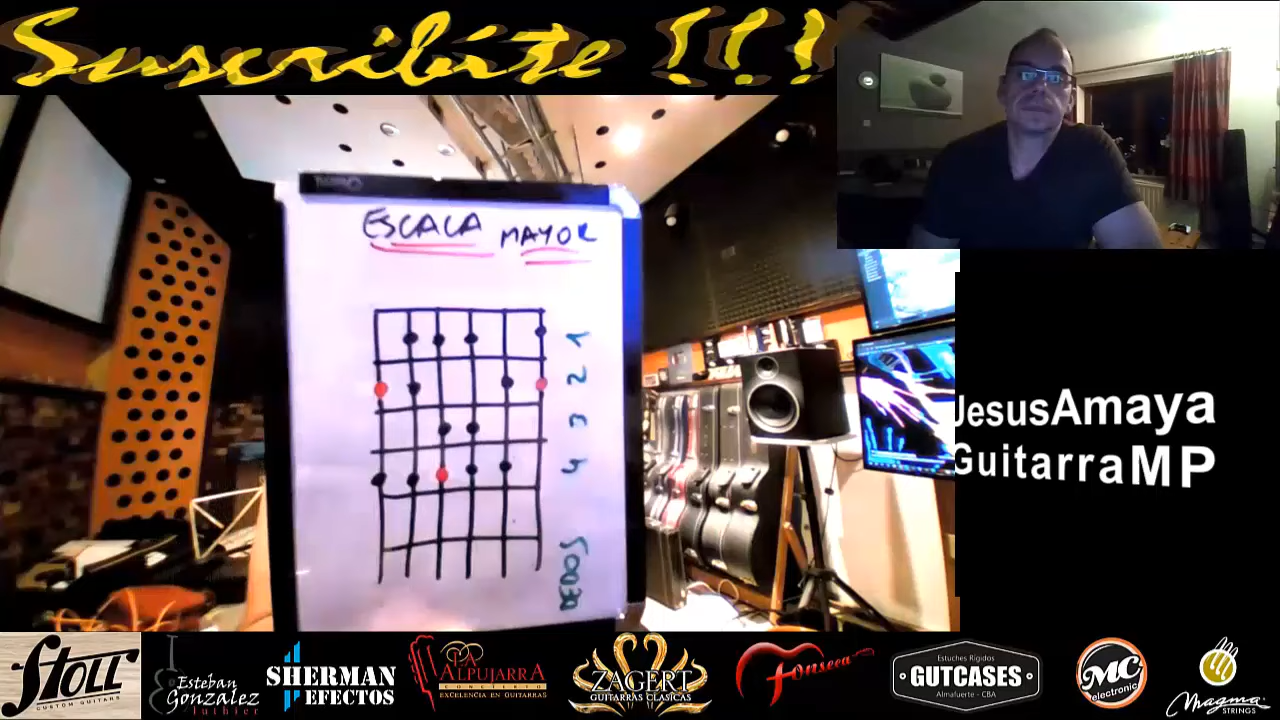 Suscribíte !!!
ESCALA MAYOR
1
2
3
4
DEDOS
JesusAmaya
GuitarraMP
Stoll
CUSTOM GUITARS
Esteban
Gonzalez
luthier
SHERMAN
EFECTOS
LA
ALPUJARRA
EXCELENCIA EN GUITARRAS
ZAGERT
GUITARRAS CLASICAS
Fonseca
Estuches Rígidos
GUTCASES
Almafuerte - CBA
MC
electronic
Magma
STRINGS